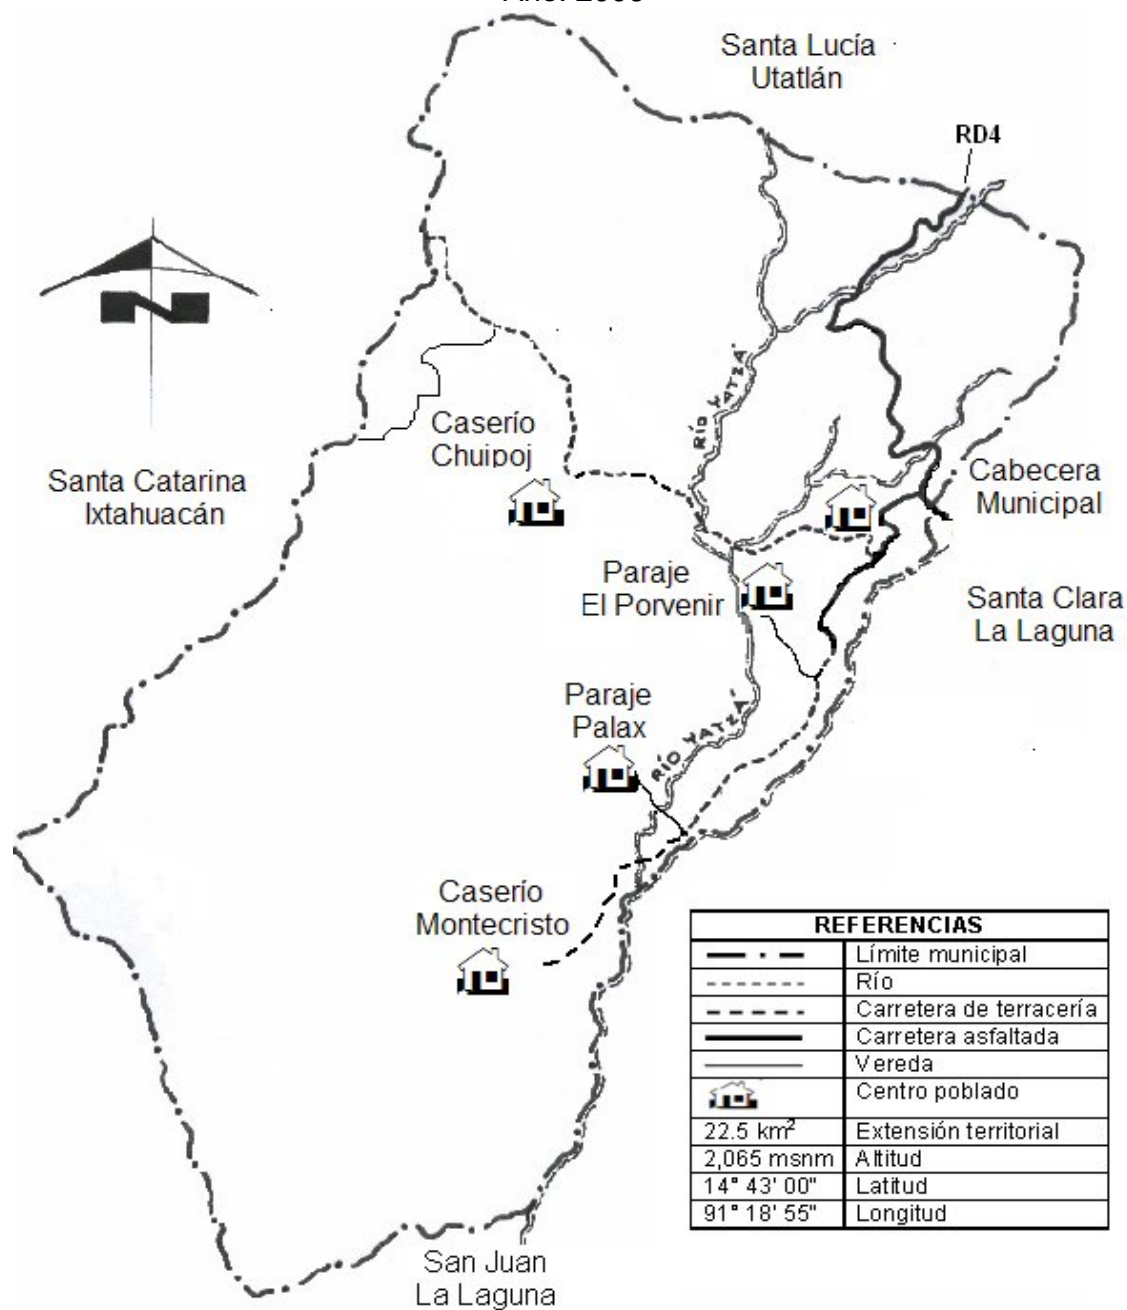 Santa Lucía
Utatlán
RD4
N
RÍO YATZÁ
Caserío
Chuipoj
Santa Catarina
Ixtahuacán
Cabecera
Municipal
Paraje
El Porvenir
Santa Clara
La Laguna
Paraje
Palax
RÍO YATZÁ
Caserío
Montecristo
REFERENCIAS
Límite municipal
Río
Carretera de terracería
Carretera asfaltada
Vereda
Centro poblado
22.5 km² Extensión territorial
2,065 msnm Altitud
14° 43' 00" Latitud
91° 18' 55" Longitud
San Juan
La Laguna